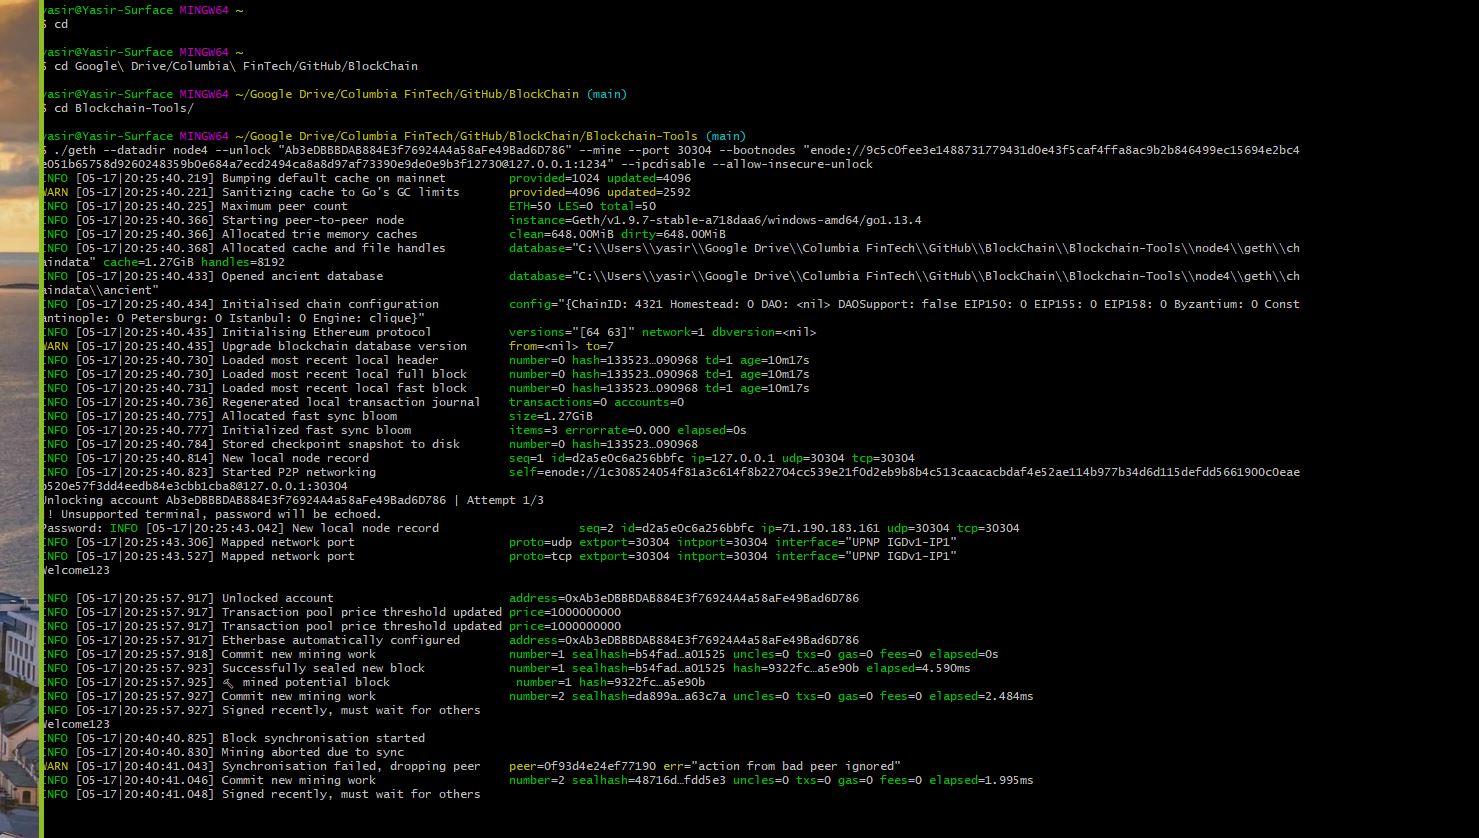 yasir@Yasir-Surface MINGW64 ~
$ cd
yasir@Yasir-Surface MINGW64 ~
$ cd Google\ Drive/Columbia\ FinTech/GitHub/BlockChain
yasir@Yasir-Surface MINGW64 ~/Google Drive/Columbia FinTech/GitHub/BlockChain (main)
$ cd Blockchain-Tools/
yasir@Yasir-Surface MINGW64 ~/Google Drive/Columbia FinTech/GitHub/BlockChain/Blockchain-Tools (main)
$ ./geth --datadir node4 --unlock "Ab3eDBBBDAB884E3f76924A4a58aFe49Bad6D786" --mine --port 30304 --bootnodes "enode://9c5c0fee3e1488731779431d0e43f5caf4ffa8ac9b2b846499ec15694e2bc4
e051b65758d9260248359b0e684a7ecd2494ca8a8d97af73390e9de0e9b3f12730@127.0.0.1:1234" --ipcdisable --allow-insecure-unlock
INFO [05-17|20:25:40.219] Bumping default cache on mainnet provided=1024 updated=4096
WARN [05-17|20:25:40.221] Sanitizing cache to Go's GC limits provided=4096 updated=2592
INFO [05-17|20:25:40.225] Maximum peer count ETH=50 LES=0 total=50
INFO [05-17|20:25:40.366] Starting peer-to-peer node instance=Geth/v1.9.7-stable-a718daa6/windows-amd64/go1.13.4
INFO [05-17|20:25:40.366] Allocated trie memory caches clean=648.00MiB dirty=648.00MiB
INFO [05-17|20:25:40.368] Allocated cache and file handles database="C:\\Users\\yasir\\Google Drive\\Columbia FinTech\\GitHub\\BlockChain\\Blockchain-Tools\\node4\\geth\\ch
aindata" cache=1.27GiB handles=8192
INFO [05-17|20:25:40.433] Opened ancient database database="C:\\Users\\yasir\\Google Drive\\Columbia FinTech\\GitHub\\BlockChain\\Blockchain-Tools\\node4\\geth\\ch
aindata\\ancient"
INFO [05-17|20:25:40.434] Initialised chain configuration config="{ChainID: 4321 Homestead: 0 DAO: <nil> DAOSupport: false EIP150: 0 EIP155: 0 EIP158: 0 Byzantium: 0 Const
antinople: 0 Petersburg: 0 Istanbul: 0 Engine: clique}"
INFO [05-17|20:25:40.435] Initialising Ethereum protocol versions="[64 63]" network=1 dbversion=<nil>
WARN [05-17|20:25:40.435] Upgrade blockchain database version from=<nil> to=7
INFO [05-17|20:25:40.730] Loaded most recent local header number=0 hash=133523…090968 td=1 age=10m17s
INFO [05-17|20:25:40.730] Loaded most recent local full block number=0 hash=133523…090968 td=1 age=10m17s
INFO [05-17|20:25:40.731] Loaded most recent local fast block number=0 hash=133523…090968 td=1 age=10m17s
INFO [05-17|20:25:40.736] Regenerated local transaction journal transactions=0 accounts=0
INFO [05-17|20:25:40.775] Allocated fast sync bloom size=1.27GiB
INFO [05-17|20:25:40.777] Initialized fast sync bloom items=3 errorrate=0.000 elapsed=0s
INFO [05-17|20:25:40.784] Stored checkpoint snapshot to disk number=0 hash=133523…090968
INFO [05-17|20:25:40.814] New local node record seq=1 id=d2a5e0c6a256bbfc ip=127.0.0.1 udp=30304 tcp=30304
INFO [05-17|20:25:40.823] Started P2P networking self=enode://1c308524054f81a3c614f8b22704cc539e21f0d2eb9b8b4c513caacacbdaf4e52ae114b977b34d6d115defdd5661900c0eae
b520e57f3dd4eedb84e3cbb1cba8@127.0.0.1:30304
Unlocking account Ab3eDBBBDAB884E3f76924A4a58aFe49Bad6D786 | Attempt 1/3
!! Unsupported terminal, password will be echoed.
Password: INFO [05-17|20:25:43.042] New local node record seq=2 id=d2a5e0c6a256bbfc ip=71.190.183.161 udp=30304 tcp=30304
INFO [05-17|20:25:43.306] Mapped network port proto=udp extport=30304 intport=30304 interface="UPNP IGDv1-IP1"
INFO [05-17|20:25:43.527] Mapped network port proto=tcp extport=30304 intport=30304 interface="UPNP IGDv1-IP1"
Welcome123
INFO [05-17|20:25:57.917] Unlocked account address=0xAb3eDBBBDAB884E3f76924A4a58aFe49Bad6D786
INFO [05-17|20:25:57.917] Transaction pool price threshold updated price=1000000000
INFO [05-17|20:25:57.917] Transaction pool price threshold updated price=1000000000
INFO [05-17|20:25:57.917] Etherbase automatically configured address=0xAb3eDBBBDAB884E3f76924A4a58aFe49Bad6D786
INFO [05-17|20:25:57.918] Commit new mining work number=1 sealhash=b54fad…a01525 uncles=0 txs=0 gas=0 fees=0 elapsed=0s
INFO [05-17|20:25:57.923] Successfully sealed new block number=1 sealhash=b54fad…a01525 hash=9322fc…a5e90b elapsed=4.590ms
INFO [05-17|20:25:57.925] 🔨 mined potential block number=1 hash=9322fc…a5e90b
INFO [05-17|20:25:57.927] Commit new mining work number=2 sealhash=da899a…a63c7a uncles=0 txs=0 gas=0 fees=0 elapsed=2.484ms
INFO [05-17|20:25:57.927] Signed recently, must wait for others
Welcome123
INFO [05-17|20:40:40.825] Block synchronisation started
INFO [05-17|20:40:40.830] Mining aborted due to sync
WARN [05-17|20:40:41.043] Synchronisation failed, dropping peer peer=0f93d4e24ef77190 err="action from bad peer ignored"
INFO [05-17|20:40:41.046] Commit new mining work number=2 sealhash=48716d…fdd5e3 uncles=0 txs=0 gas=0 fees=0 elapsed=1.995ms
INFO [05-17|20:40:41.048] Signed recently, must wait for others